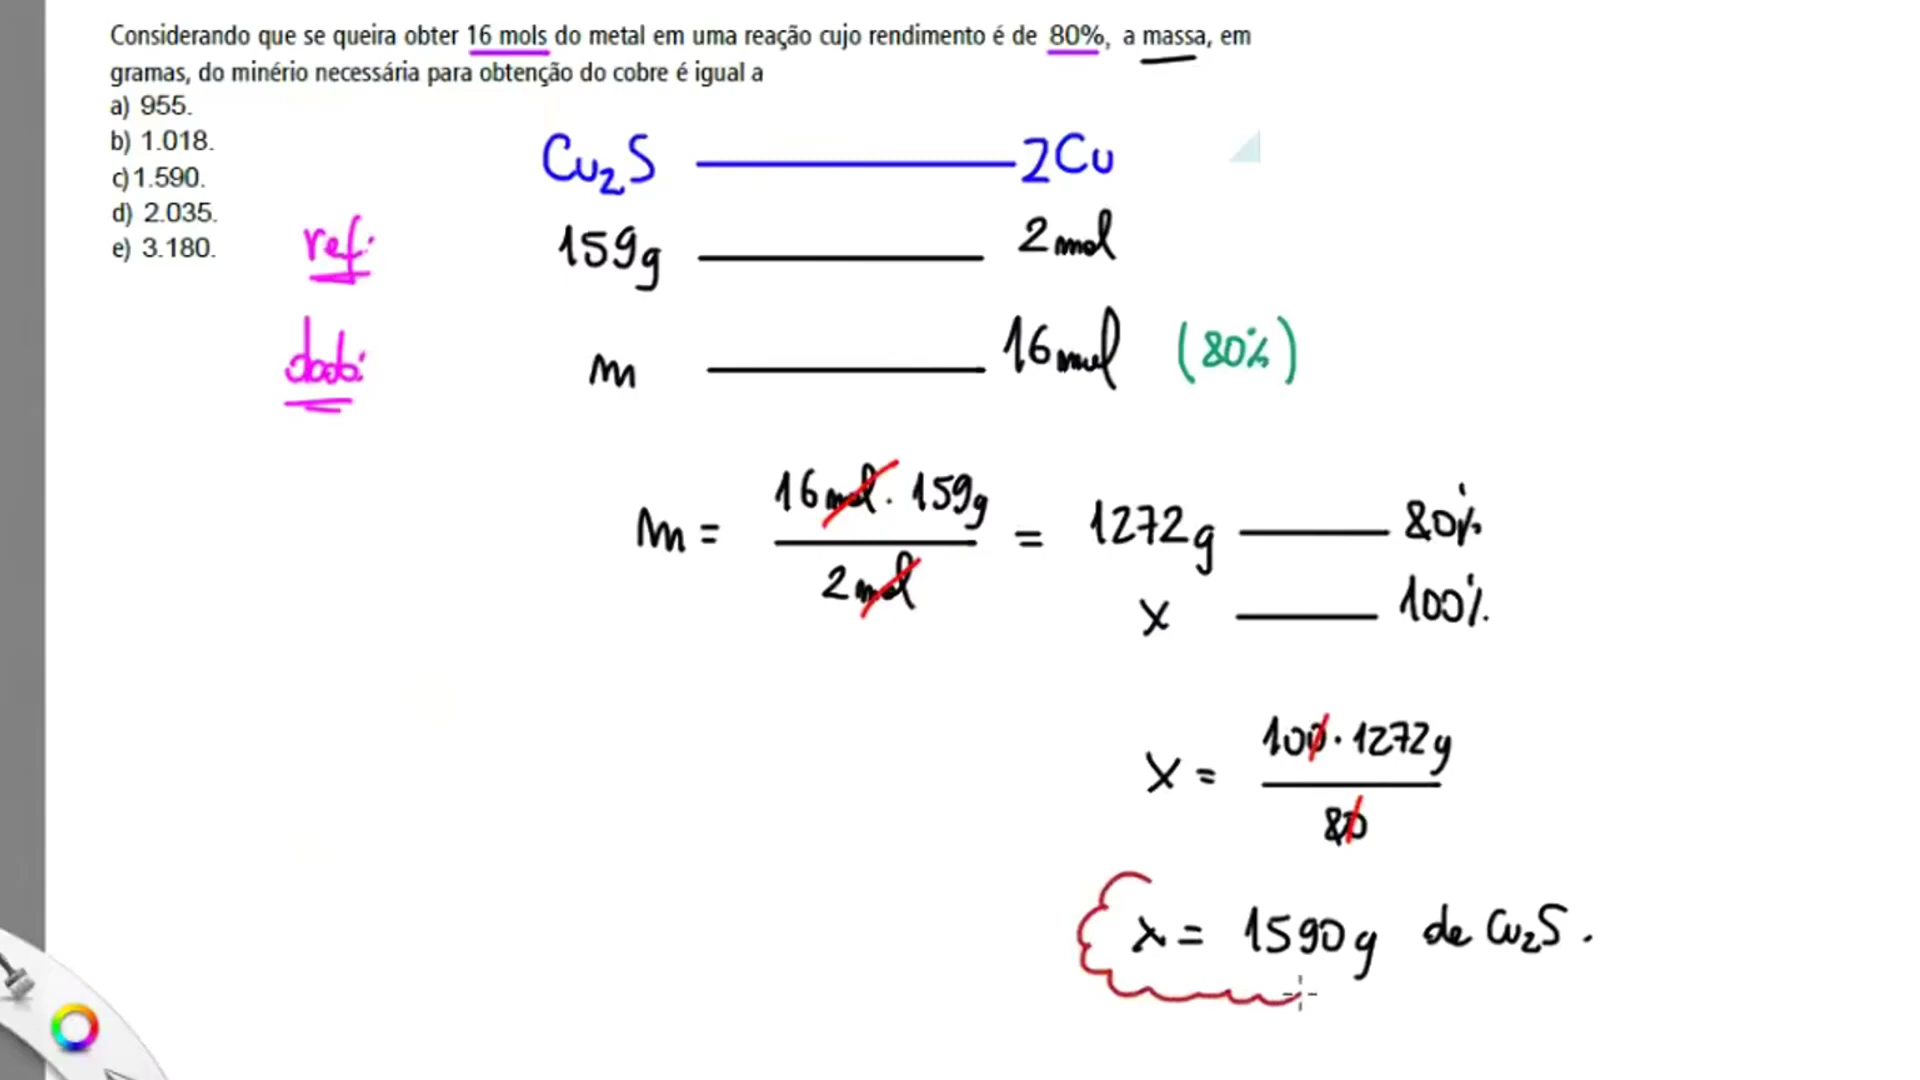 Considerando que se queira obter 16 mols do metal em uma reação cujo rendimento é de 80%, a massa, em
gramas, do minério necessária para obtenção do cobre é igual a
a) 955.
b) 1.018.
c) 1.590.
d) 2.035.
e) 3.180.
Cu₂S 2Cu
ref: 159g 2mol
dado: m 16mol (80%)
m = 16mol . 159g / 2mol = 1272g 80%
x 100%
x = 100 . 1272g / 80
x = 1590g de Cu₂S.